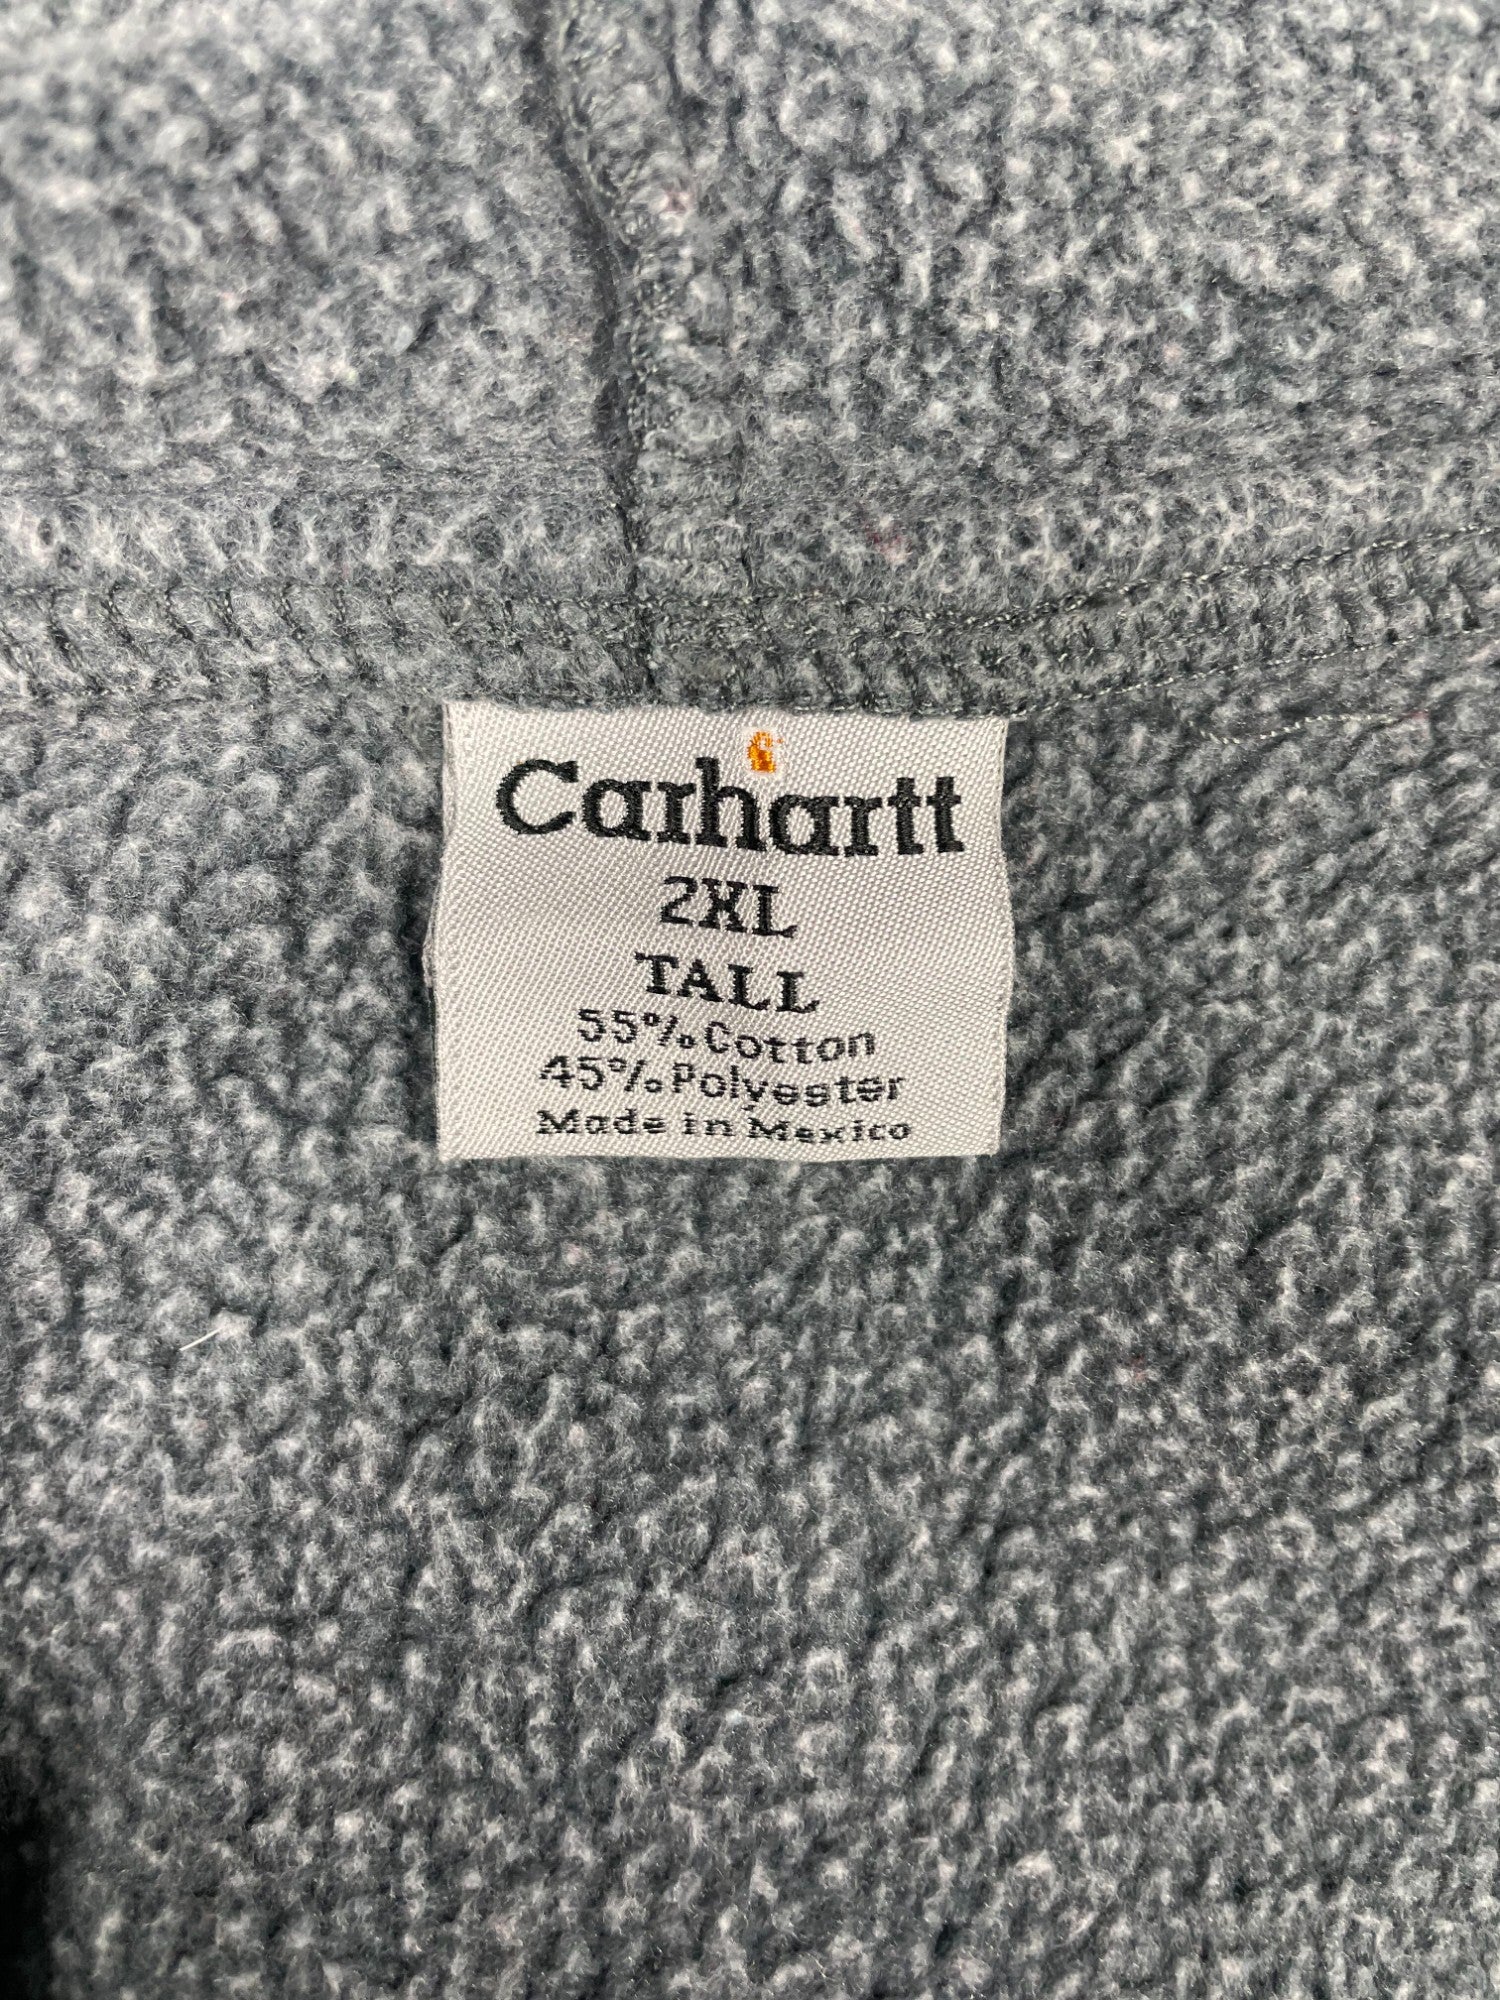 Carhartt
2XL
TALL
55% Cotton
45% Polyester
Made in Mexico